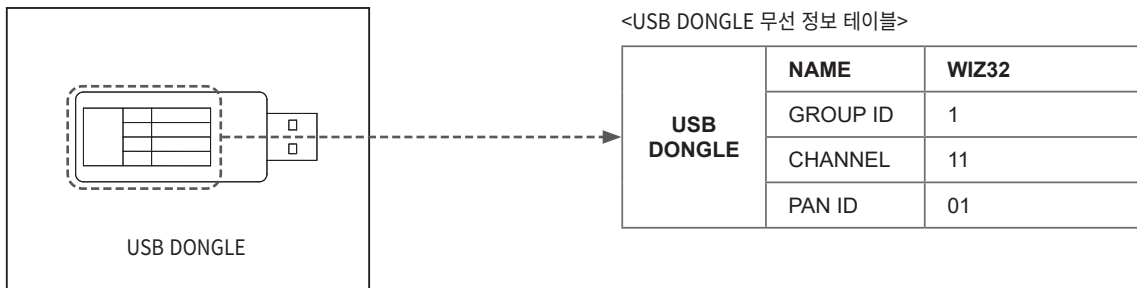 <USB DONGLE 무선 정보 테이블>
USB DONGLE
NAME WIZ32
GROUP ID 1
CHANNEL 11
PAN ID 01
USB DONGLE